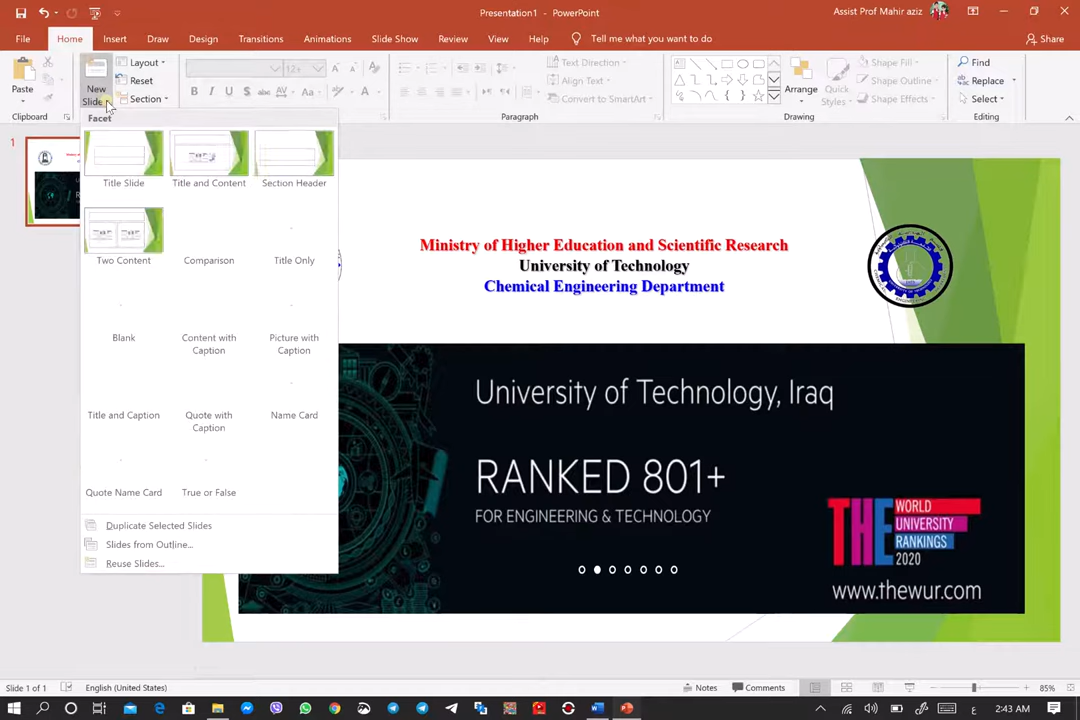 Presentation1 - PowerPoint
Assist Prof Mahir aziz
File
Home
Insert
Draw
Design
Transitions
Animations
Slide Show
Review
View
Help
Tell me what you want to do
Share
Paste
New
Slide
Layout
Reset
Section
12+
B
I
U
S
abc
AV
Aa
A
Text Direction
Align Text
Convert to SmartArt
Arrange
Quick
Styles
Shape Fill
Shape Outline
Shape Effects
Find
Replace
Select
Clipboard
Font
Paragraph
Drawing
Editing
Facet
Title Slide
Title and Content
Section Header
Two Content
Comparison
Title Only
Blank
Content with
Caption
Picture with
Caption
Title and Caption
Quote with
Caption
Name Card
Quote Name Card
True or False
Duplicate Selected Slides
Slides from Outline...
Reuse Slides...
1
Ministry of Higher Education and Scientific Research
University of Technology
Chemical Engineering Department
University of Technology, Iraq
RANKED 801+
FOR ENGINEERING & TECHNOLOGY
THE
WORLD
UNIVERSITY
RANKINGS
2020
www.thewur.com
Slide 1 of 1
English (United States)
Notes
Comments
85%
ع
2:43 AM